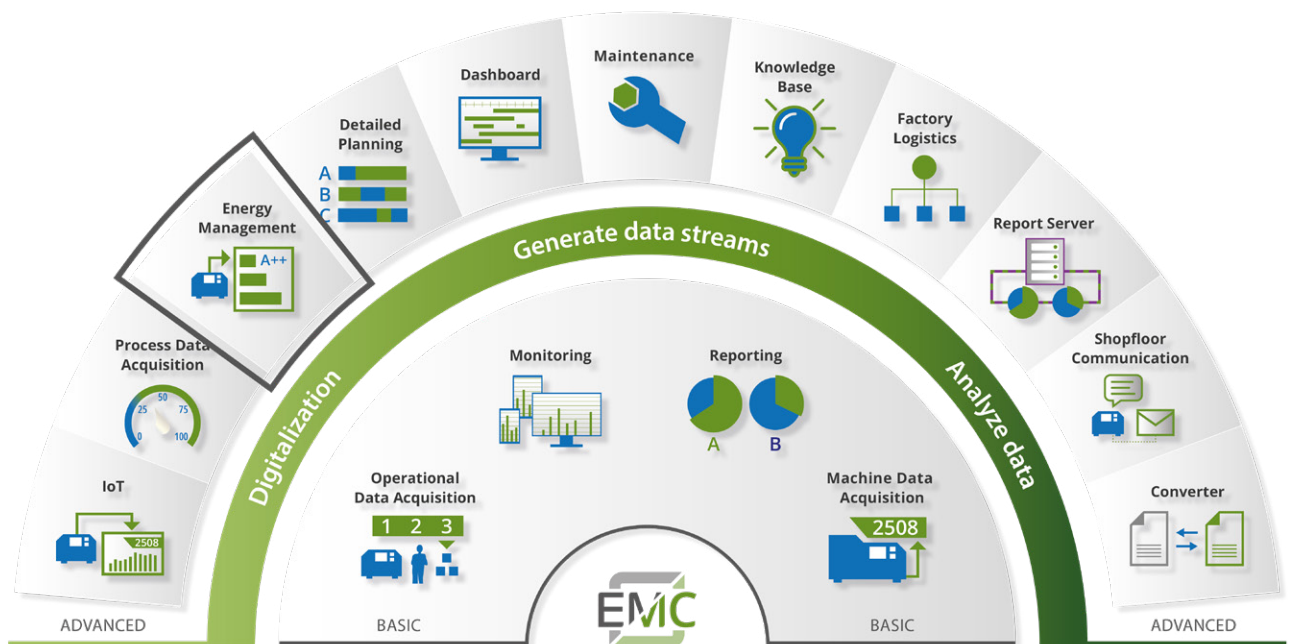 Maintenance
Dashboard
Knowledge
Base
Detailed
Planning
A
B
C
Factory
Logistics
Energy
Management
A++
Report Server
Generate data streams
Process Data
Acquisition
0
25
50
75
100
Digitalization
Monitoring
Reporting
A
B
Analyze data
Shopfloor
Communication
IoT
2508
Operational
Data Acquisition
1 2 3
Machine Data
Acquisition
2508
Converter
EMC
ADVANCED
BASIC
BASIC
ADVANCED